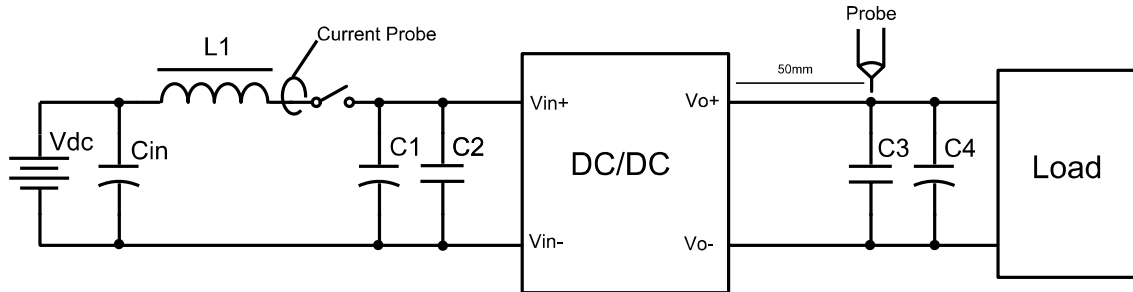 L1
Current Probe
Probe
50mm
Vin+
Vo+
Vdc
Cin
C1
C2
DC/DC
C3
C4
Load
Vin-
Vo-